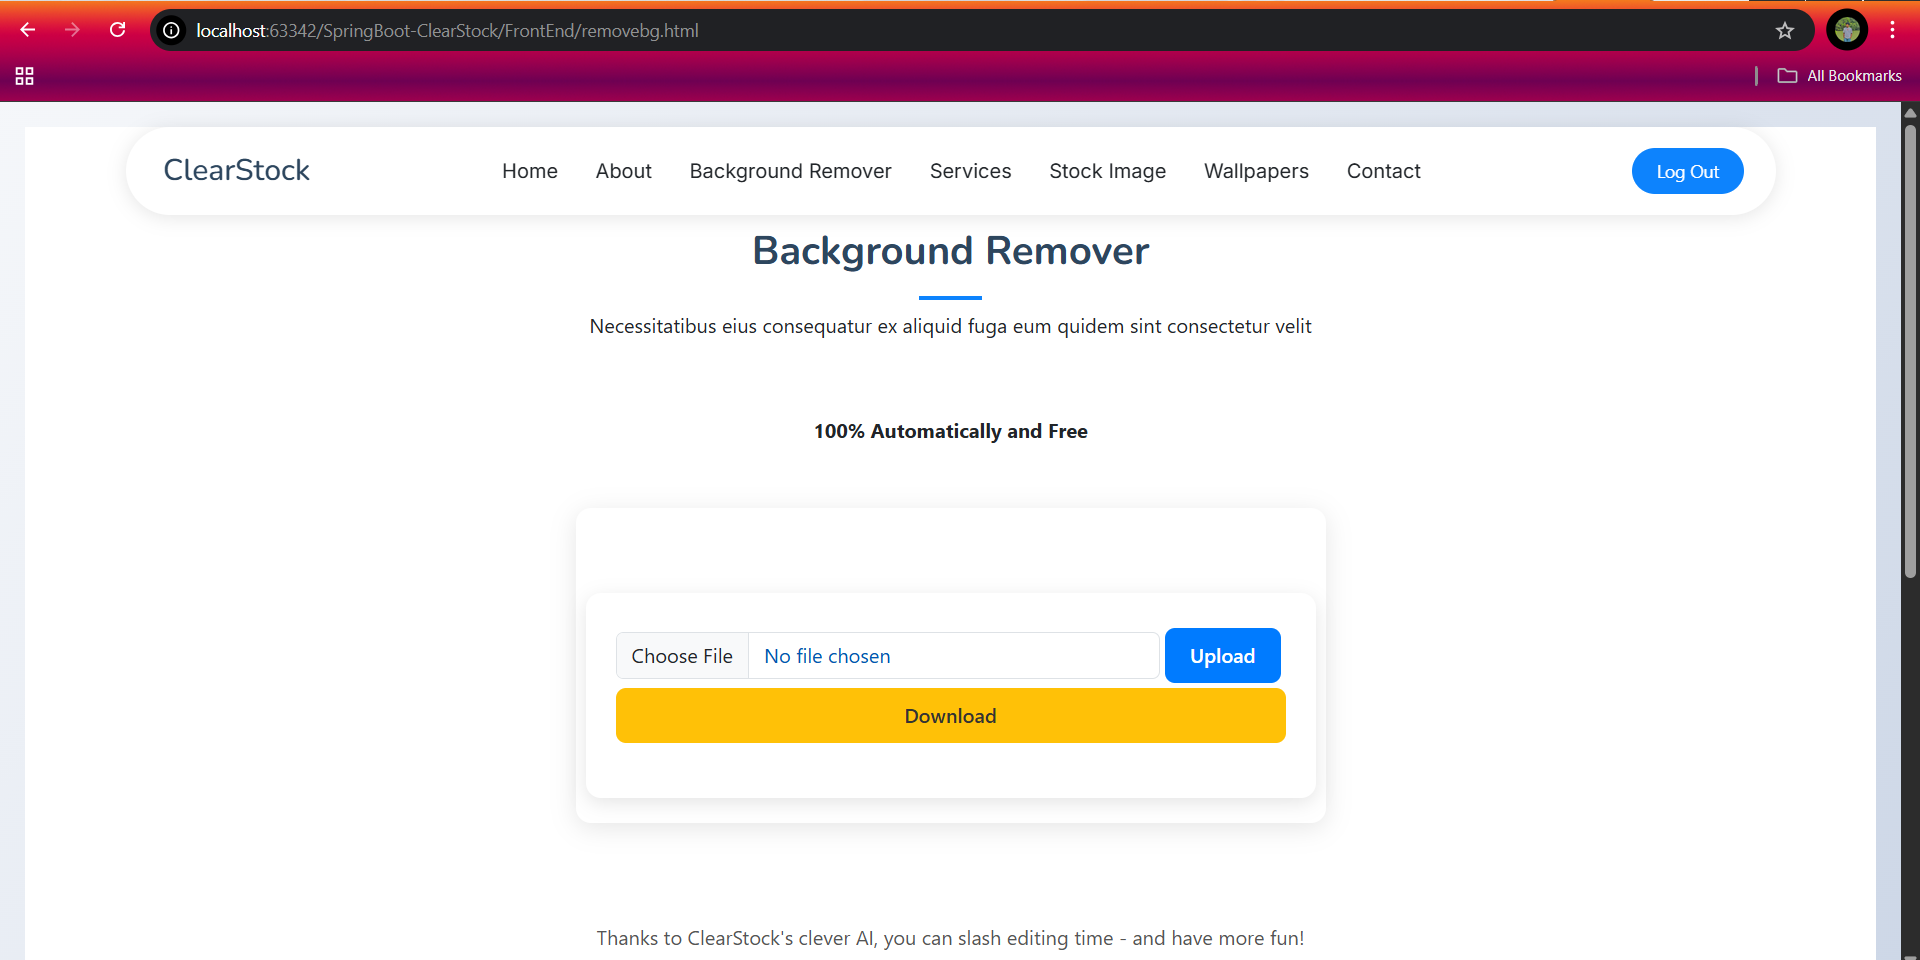 localhost:63342/SpringBoot-ClearStock/FrontEnd/removebg.html
All Bookmarks
ClearStock
Home
About
Background Remover
Services
Stock Image
Wallpapers
Contact
Log Out
Background Remover
Necessitatibus eius consequatur ex aliquid fuga eum quidem sint consectetur velit
100% Automatically and Free
Choose File
No file chosen
Upload
Download
Thanks to ClearStock's clever AI, you can slash editing time - and have more fun!